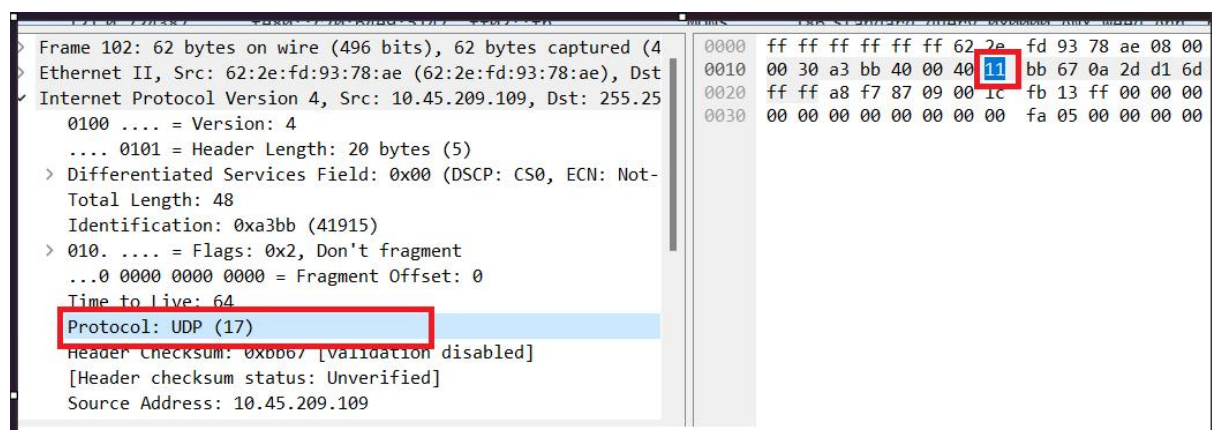 Frame 102: 62 bytes on wire (496 bits), 62 bytes captured (4
Ethernet II, Src: 62:2e:fd:93:78:ae (62:2e:fd:93:78:ae), Dst
Internet Protocol Version 4, Src: 10.45.209.109, Dst: 255.25
0100 .... = Version: 4
.... 0101 = Header Length: 20 bytes (5)
Differentiated Services Field: 0x00 (DSCP: CS0, ECN: Not-
Total Length: 48
Identification: 0xa3bb (41915)
010. .... = Flags: 0x2, Don't fragment
...0 0000 0000 0000 = Fragment Offset: 0
Time to Live: 64
Protocol: UDP (17)
Header Checksum: 0xbb67 [validation disabled]
[Header checksum status: Unverified]
Source Address: 10.45.209.109
0000 ff ff ff ff ff ff 62 2e fd 93 78 ae 08 00
0010 00 30 a3 bb 40 00 40 11 bb 67 0a 2d d1 6d
0020 ff ff a8 f7 87 09 00 1c fb 13 ff 00 00 00
0030 00 00 00 00 00 00 00 00 fa 05 00 00 00 00